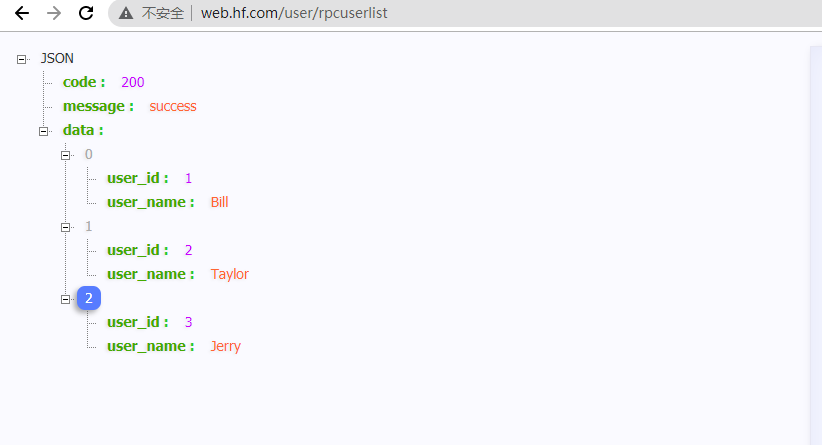 不安全 | web.hf.com/user/rpcuserlist
JSON
code : 200
message : success
data :
0
user_id : 1
user_name : Bill
1
user_id : 2
user_name : Taylor
2
user_id : 3
user_name : Jerry